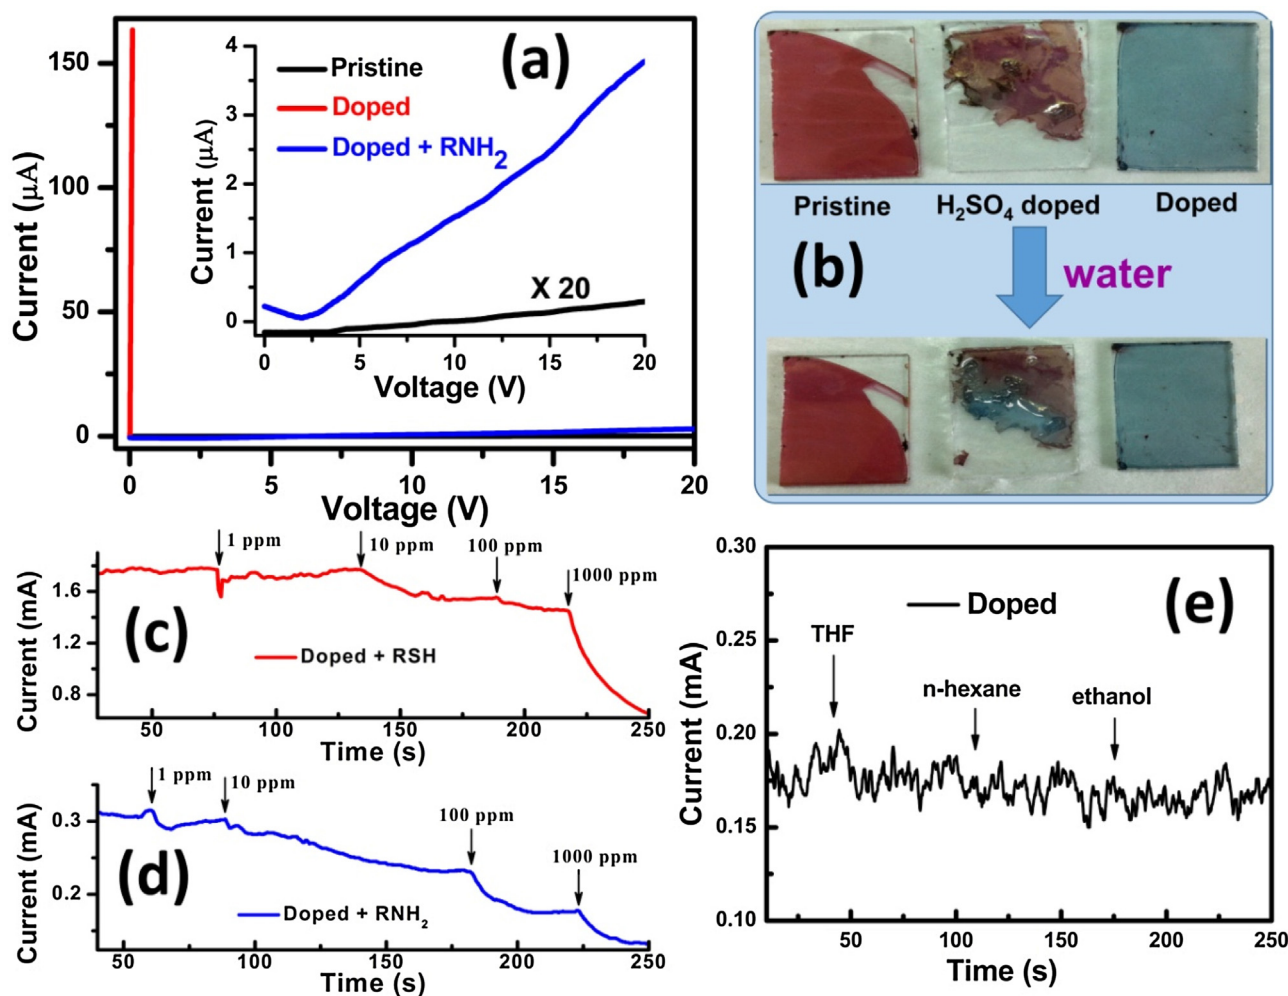 (a)
150
100
50
0
Current (μA)
0
5
10
15
20
Voltage (V)
4
3
2
1
0
Current (μA)
0
5
10
15
20
Voltage (V)
Pristine
Doped
Doped + RNH₂
X 20
Pristine
H₂SO₄ doped
Doped
(b)
water
(c)
1 ppm
10 ppm
100 ppm
1000 ppm
1.6
1.2
0.8
Current (mA)
Doped + RSH
50
100
150
200
250
Time (s)
(d)
1 ppm
10 ppm
100 ppm
1000 ppm
0.3
0.2
Current (mA)
Doped + RNH₂
50
100
150
200
250
Time (s)
(e)
0.30
0.25
0.20
0.15
0.10
Current (mA)
Doped
THF
n-hexane
ethanol
50
100
150
200
250
Time (s)